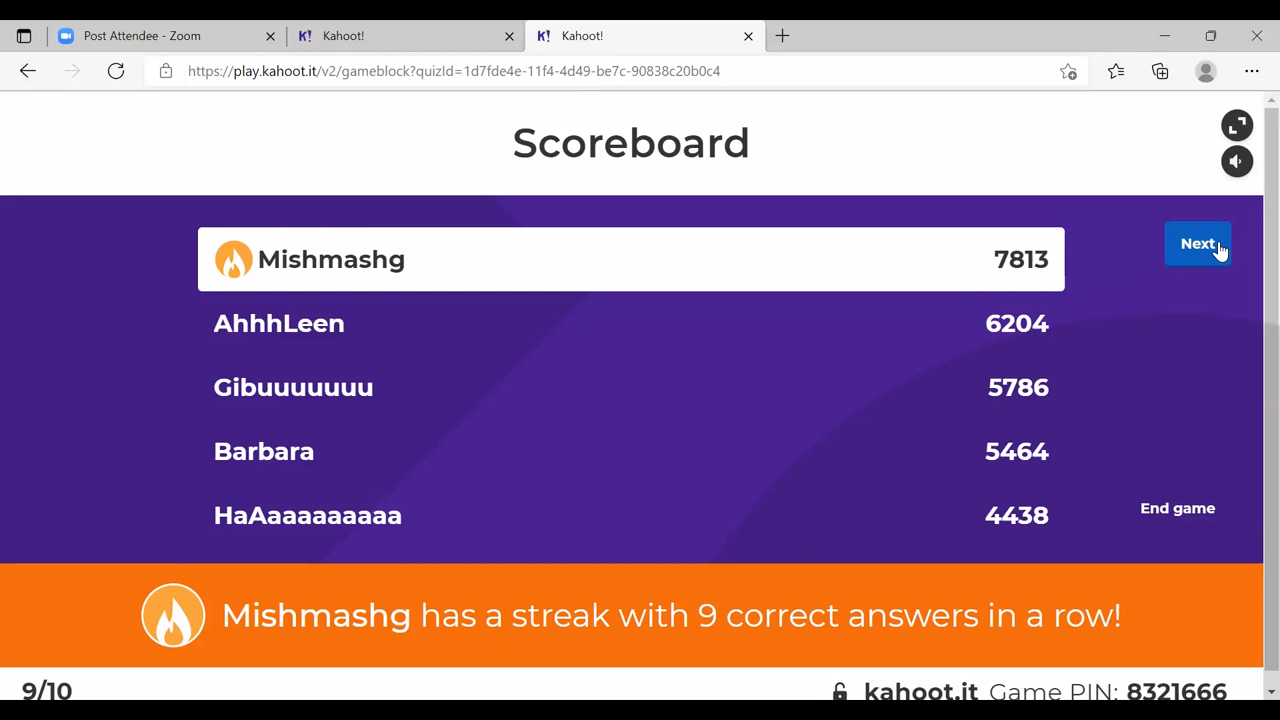 Post Attendee - Zoom
K! Kahoot!
K! Kahoot!
https://play.kahoot.it/v2/gameblock?quizId=1d7fde4e-11f4-4d49-be7c-90838c20b0c4
Scoreboard
Next
Mishmashg 7813
AhhhLeen 6204
Gibuuuuuuu 5786
Barbara 5464
HaAaaaaaaaaa 4438
End game
Mishmashg has a streak with 9 correct answers in a row!
9/10 kahoot.it Game PIN: 8321666